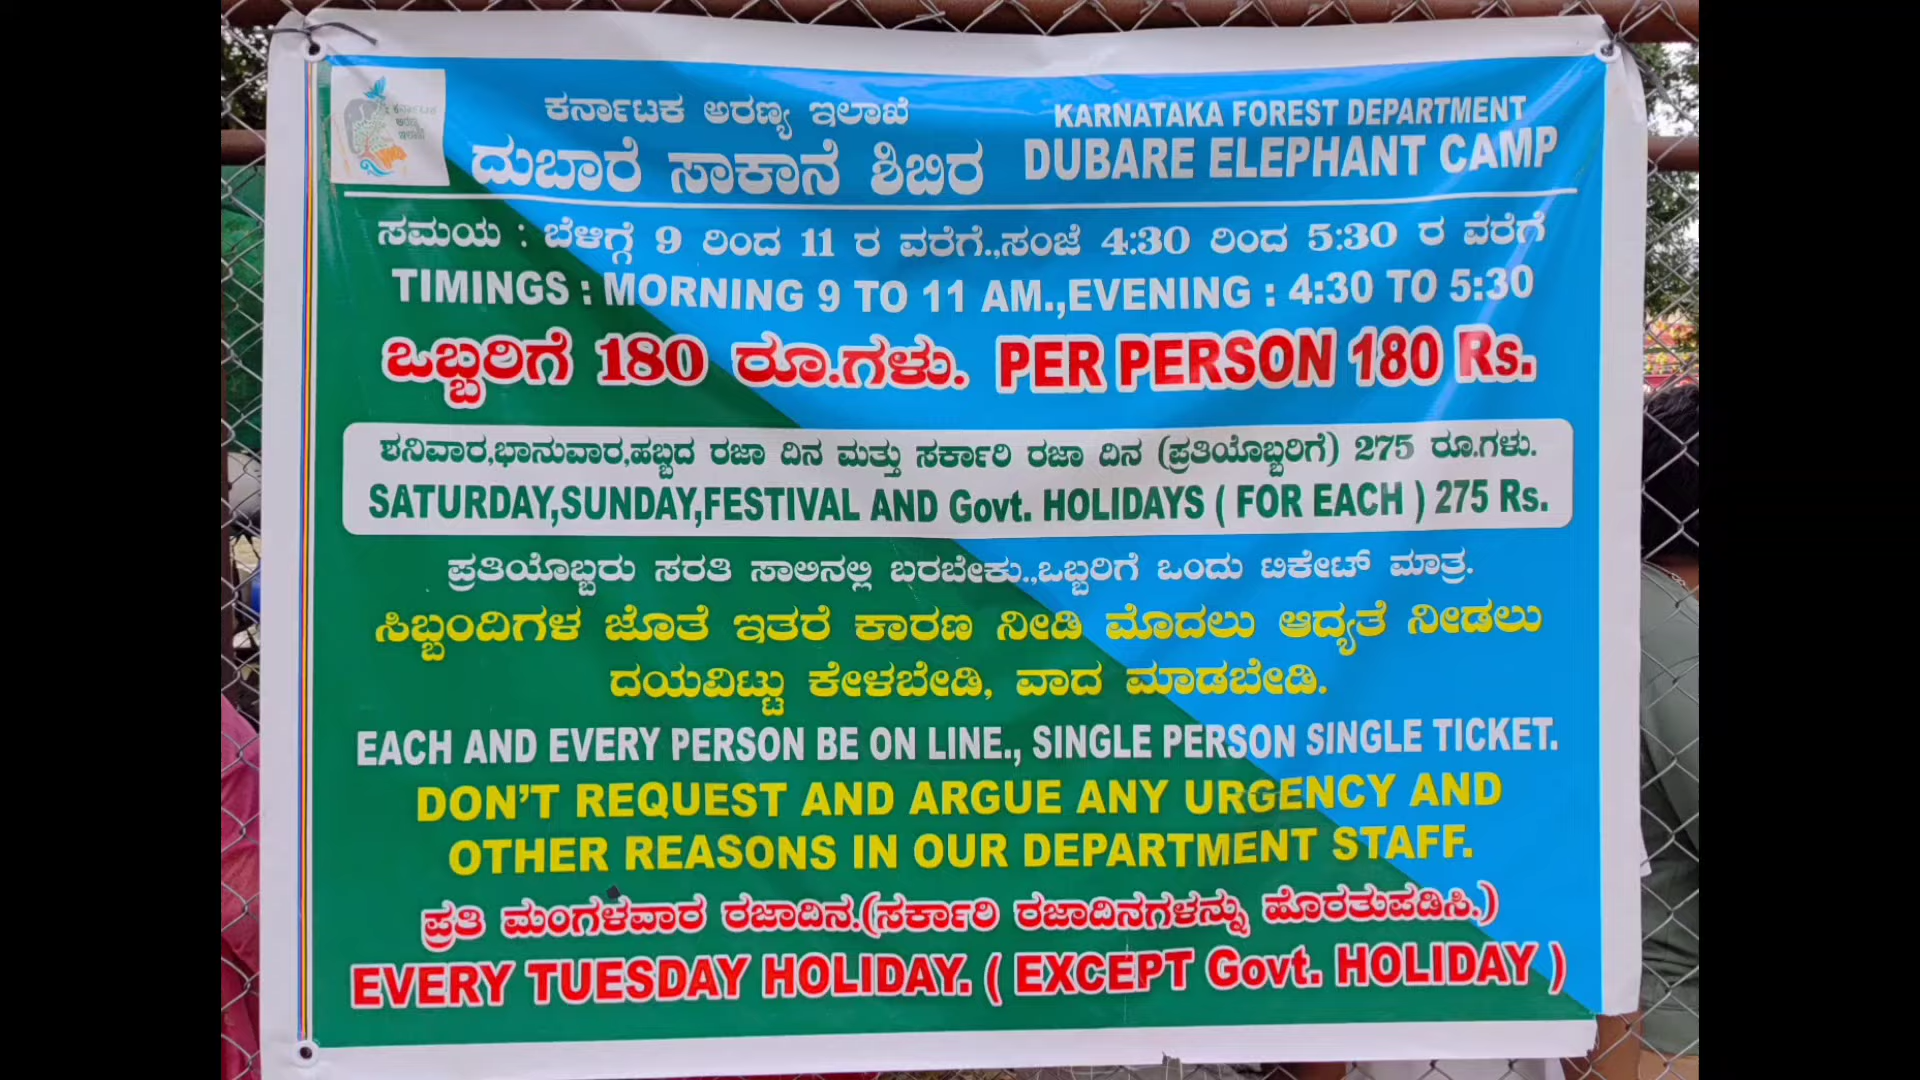 ಕರ್ನಾಟಕ
ಅರಣ್ಯ
ಇಲಾಖೆ
ಕರ್ನಾಟಕ ಅರಣ್ಯ ಇಲಾಖೆ
ದುಬಾರೆ ಸಾಕಾನೆ ಶಿಬಿರ
KARNATAKA FOREST DEPARTMENT
DUBARE ELEPHANT CAMP
ಸಮಯ : ಬೆಳಿಗ್ಗೆ 9 ರಿಂದ 11 ರ ವರೆಗೆ.,ಸಂಜೆ 4:30 ರಿಂದ 5:30 ರ ವರೆಗೆ
TIMINGS : MORNING 9 TO 11 AM.,EVENING : 4:30 TO 5:30
ಒಬ್ಬರಿಗೆ 180 ರೂ.ಗಳು. PER PERSON 180 Rs.
ಶನಿವಾರ,ಭಾನುವಾರ,ಹಬ್ಬದ ರಜಾ ದಿನ ಮತ್ತು ಸರ್ಕಾರಿ ರಜಾ ದಿನ (ಪ್ರತಿಯೊಬ್ಬರಿಗೆ) 275 ರೂ.ಗಳು.
SATURDAY,SUNDAY,FESTIVAL AND Govt. HOLIDAYS ( FOR EACH ) 275 Rs.
ಪ್ರತಿಯೊಬ್ಬರು ಸರತಿ ಸಾಲಿನಲ್ಲಿ ಬರಬೇಕು.,ಒಬ್ಬರಿಗೆ ಒಂದು ಟಿಕೇಟ್ ಮಾತ್ರ.
ಸಿಬ್ಬಂದಿಗಳ ಜೊತೆ ಇತರೆ ಕಾರಣ ನೀಡಿ ಮೊದಲು ಆದ್ಯತೆ ನೀಡಲು
ದಯವಿಟ್ಟು ಕೇಳಬೇಡಿ, ವಾದ ಮಾಡಬೇಡಿ.
EACH AND EVERY PERSON BE ON LINE., SINGLE PERSON SINGLE TICKET.
DON'T REQUEST AND ARGUE ANY URGENCY AND
OTHER REASONS IN OUR DEPARTMENT STAFF.
ಪ್ರತಿ ಮಂಗಳವಾರ ರಜಾದಿನ.(ಸರ್ಕಾರಿ ರಜಾದಿನಗಳನ್ನು ಹೊರತುಪಡಿಸಿ.)
EVERY TUESDAY HOLIDAY. ( EXCEPT Govt. HOLIDAY )